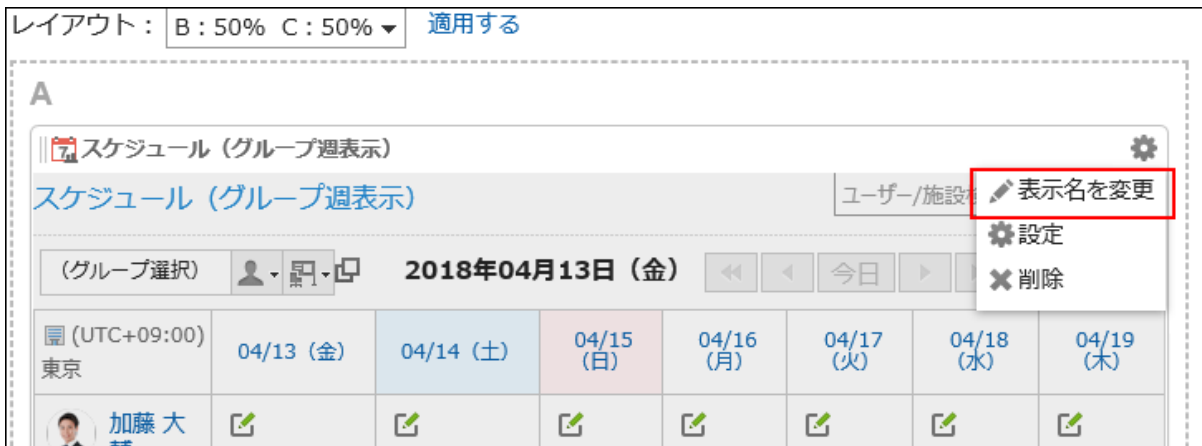 レイアウト： B：50% C：50% 適用する
A
スケジュール（グループ週表示）
スケジュール（グループ週表示）
ユーザー/施設
表示名を変更
設定
削除
（グループ選択） 2018年04月13日（金） 今日
(UTC+09:00)
東京
04/13（金） 04/14（土）
04/15
（日）
04/16
（月）
04/17
（火）
04/18
（水）
04/19
（木）
加藤 大